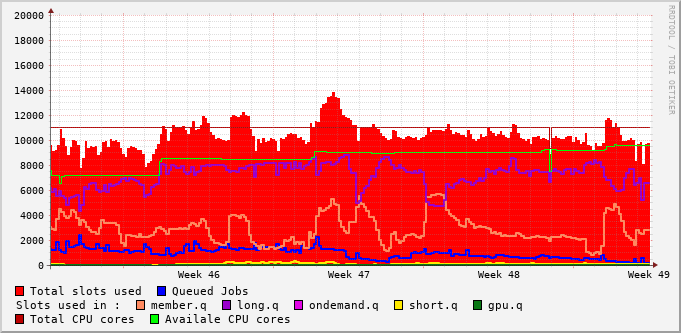 20000
18000
16000
14000
12000
10000
8000
6000
4000
2000
0
Week 46 Week 47 Week 48 Week 49
Total slots used Queued Jobs
Slots used in : member.q long.q ondemand.q short.q gpu.q
Total CPU cores Availale CPU cores
RRDTOOL / TOBI OETIKER